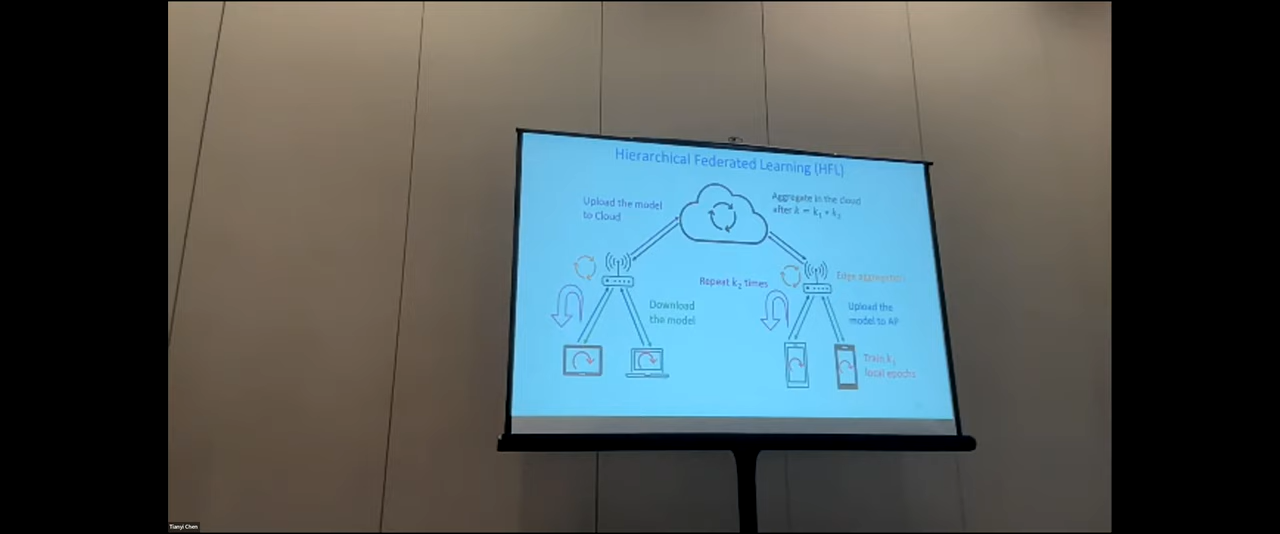 Hierarchical Federated Learning (HFL)
Upload the model
to Cloud
Aggregate in the cloud
after k = k₁ * k₂
Repeat k₂ times
Edge aggregation
Download
the model
Upload the
model to AP
Train k₁
local epochs
Tianyi Chen